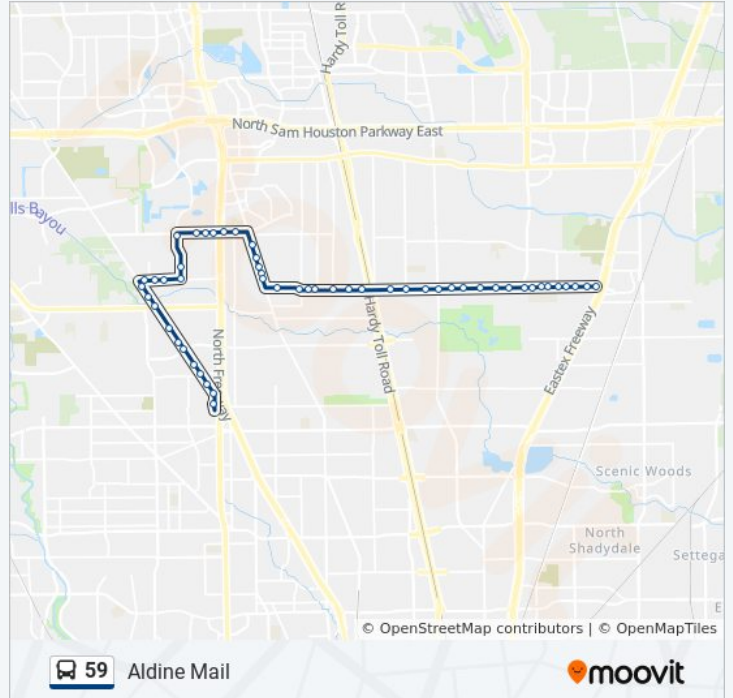 Hardy Toll R
North Sam Houston Parkway East
lls Bayou
Hardy Toll Road
North Freeway
Eastex Freeway
Scenic Woods
North
Shadydale
Settega
E
© OpenStreetMap contributors | © OpenMapTiles
59 Aldine Mail
moovit